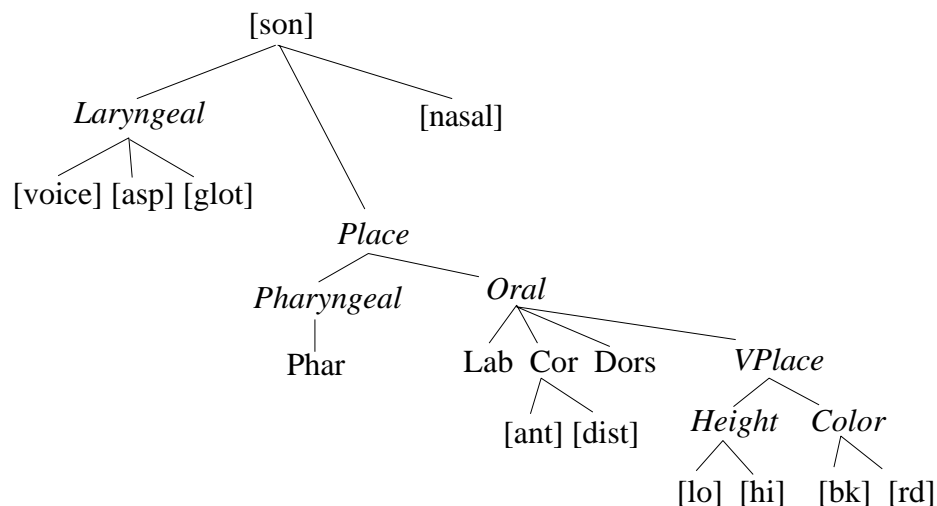 [son]
Laryngeal [nasal]
[voice] [asp] [glot]
Place
Pharyngeal Oral
Phar Lab Cor Dors VPlace
[ant] [dist] Height Color
[lo] [hi] [bk] [rd]